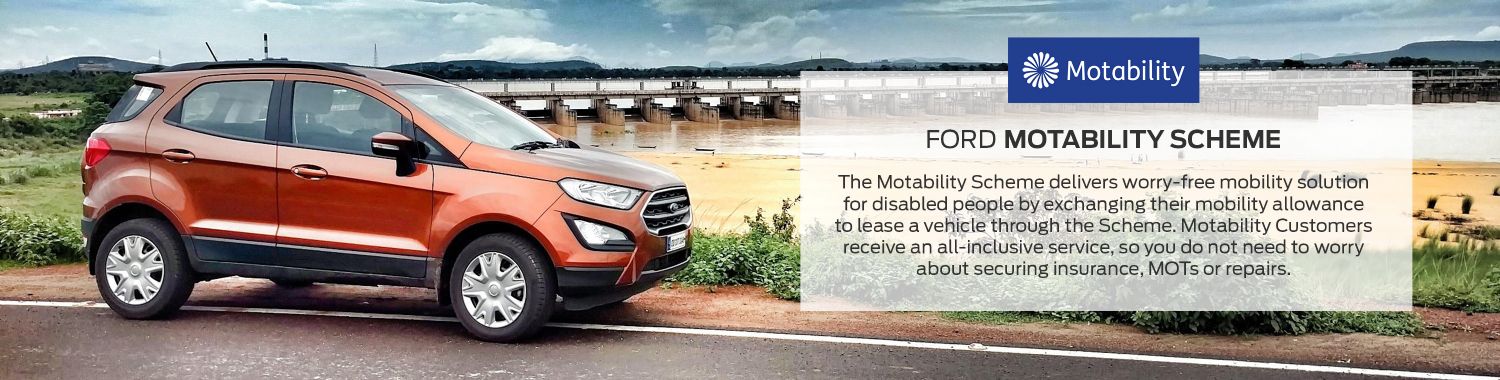 Motability
FORD MOTABILITY SCHEME
The Motability Scheme delivers worry-free mobility solution
for disabled people by exchanging their mobility allowance
to lease a vehicle through the Scheme. Motability Customers
receive an all-inclusive service, so you do not need to worry
about securing insurance, MOTs or repairs.